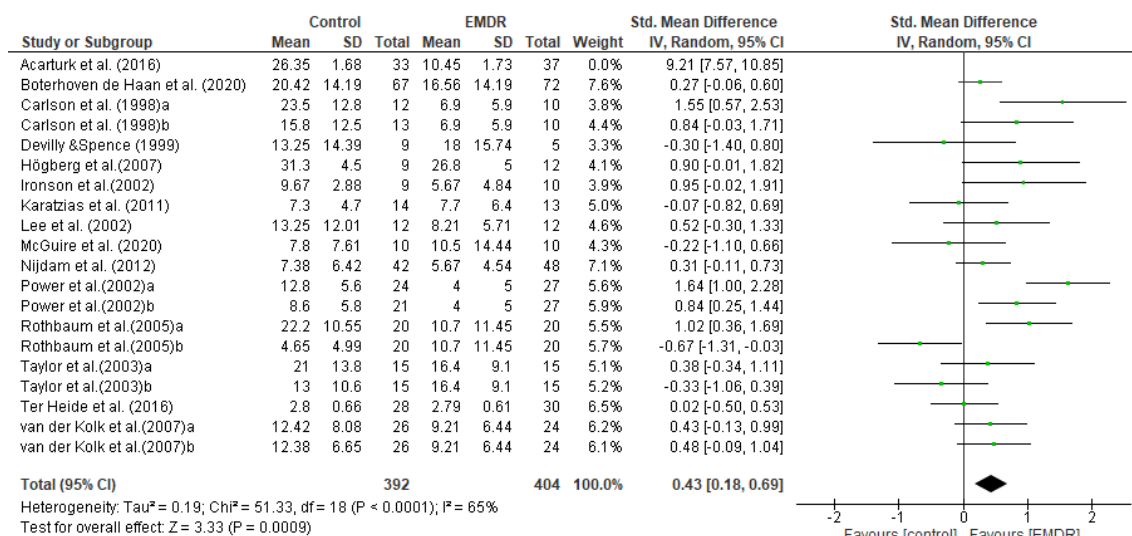 Control EMDR Std. Mean Difference Std. Mean Difference
Study or Subgroup Mean SD Total Mean SD Total Weight IV, Random, 95% CI IV, Random, 95% CI
Acarturk et al. (2016) 26.35 1.68 33 10.45 1.73 37 0.0% 9.21 [7.57, 10.85]
Boterhoven de Haan et al. (2020) 20.42 14.19 67 16.56 14.19 72 7.6% 0.27 [-0.06, 0.60]
Carlson et al. (1998)a 23.5 12.8 12 6.9 5.9 10 3.8% 1.55 [0.57, 2.53]
Carlson et al. (1998)b 15.8 12.5 13 6.9 5.9 10 4.4% 0.84 [-0.03, 1.71]
Devilly &Spence (1999) 13.25 14.39 9 18 15.74 5 3.3% -0.30 [-1.40, 0.80]
Högberg et al.(2007) 31.3 4.5 9 26.8 5 12 4.1% 0.90 [-0.01, 1.82]
Ironson et al.(2002) 9.67 2.88 9 5.67 4.84 10 3.9% 0.95 [-0.02, 1.91]
Karatzias et al. (2011) 7.3 4.7 14 7.7 6.4 13 5.0% -0.07 [-0.82, 0.69]
Lee et al. (2002) 13.25 12.01 12 8.21 5.71 12 4.6% 0.52 [-0.30, 1.33]
McGuire et al. (2020) 7.8 7.61 10 10.5 14.44 10 4.3% -0.22 [-1.10, 0.66]
Nijdam et al. (2012) 7.38 6.42 42 5.67 4.54 48 7.1% 0.31 [-0.11, 0.73]
Power et al.(2002)a 12.8 5.6 24 4 5 27 5.6% 1.64 [1.00, 2.28]
Power et al.(2002)b 8.6 5.8 21 4 5 27 5.9% 0.84 [0.25, 1.44]
Rothbaum et al.(2005)a 22.2 10.55 20 10.7 11.45 20 5.5% 1.02 [0.36, 1.69]
Rothbaum et al.(2005)b 4.65 4.99 20 10.7 11.45 20 5.7% -0.67 [-1.31, -0.03]
Taylor et al.(2003)a 21 13.8 15 16.4 9.1 15 5.1% 0.38 [-0.34, 1.11]
Taylor et al.(2003)b 13 10.6 15 16.4 9.1 15 5.2% -0.33 [-1.06, 0.39]
Ter Heide et al. (2016) 2.8 0.66 28 2.79 0.61 30 6.5% 0.02 [-0.50, 0.53]
van der Kolk et al.(2007)a 12.42 8.08 26 9.21 6.44 24 6.2% 0.43 [-0.13, 0.99]
van der Kolk et al.(2007)b 12.38 6.65 26 9.21 6.44 24 6.1% 0.48 [-0.09, 1.04]
Total (95% CI) 392 404 100.0% 0.43 [0.18, 0.69]
Heterogeneity: Tau² = 0.19; Chi² = 51.33, df = 18 (P < 0.0001); I² = 65%
Test for overall effect: Z = 3.33 (P = 0.0009)
-2 -1 0 1 2
Favours [control] Favours [EMDR]